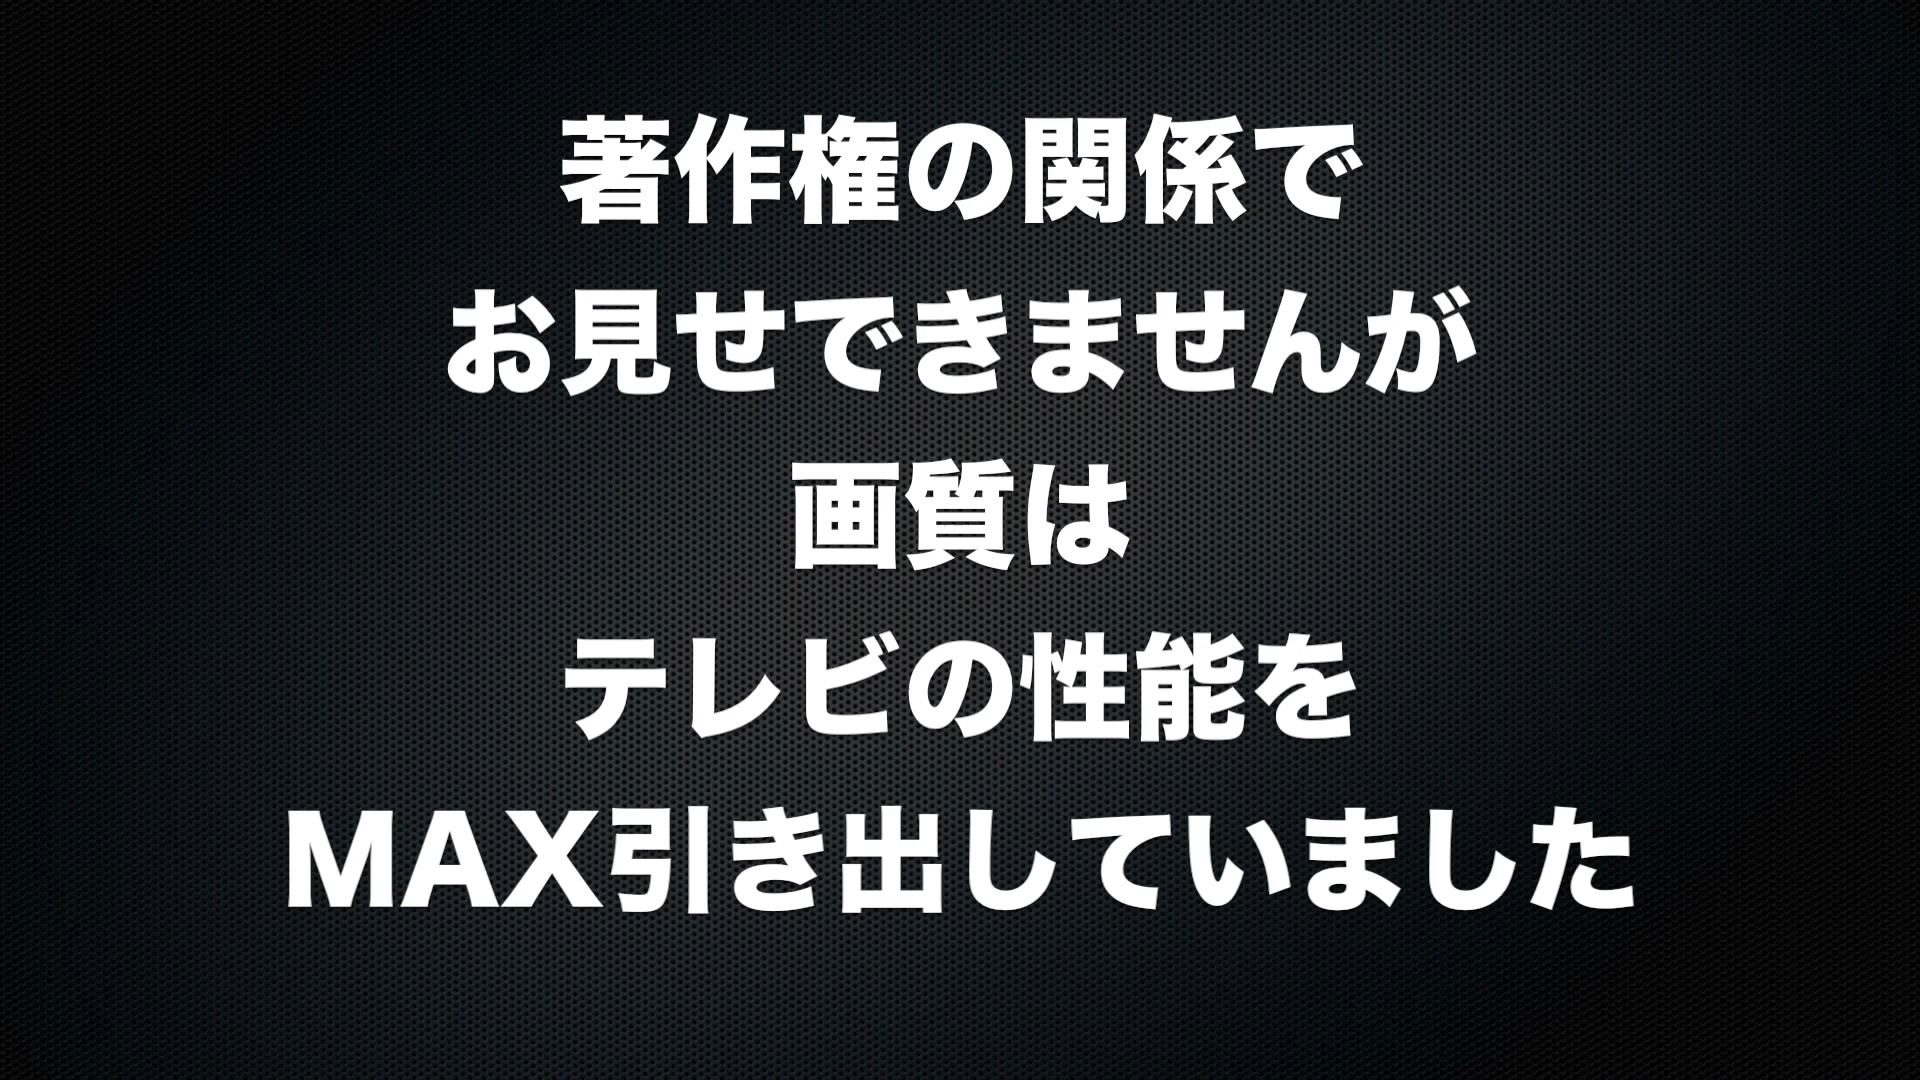 著作権の関係で
お見せできませんが
画質は
テレビの性能を
MAX引き出していました